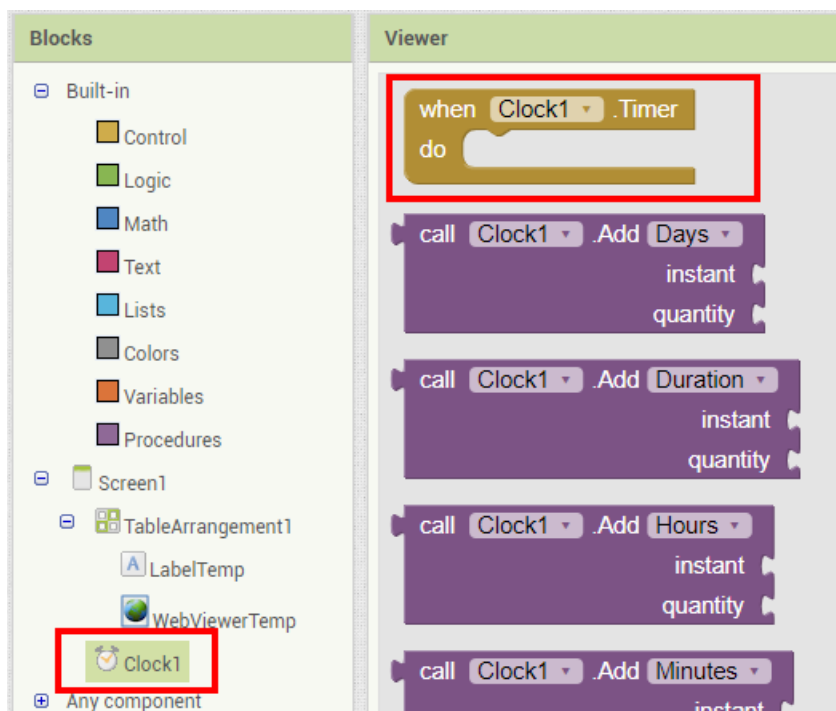 Blocks
Built-in
Control
Logic
Math
Text
Lists
Colors
Variables
Procedures
Screen1
TableArrangement1
LabelTemp
WebViewerTemp
Clock1
Any component
Viewer
when Clock1 .Timer
do
call Clock1 .Add Days
instant
quantity
call Clock1 .Add Duration
instant
quantity
call Clock1 .Add Hours
instant
quantity
call Clock1 .Add Minutes
instant